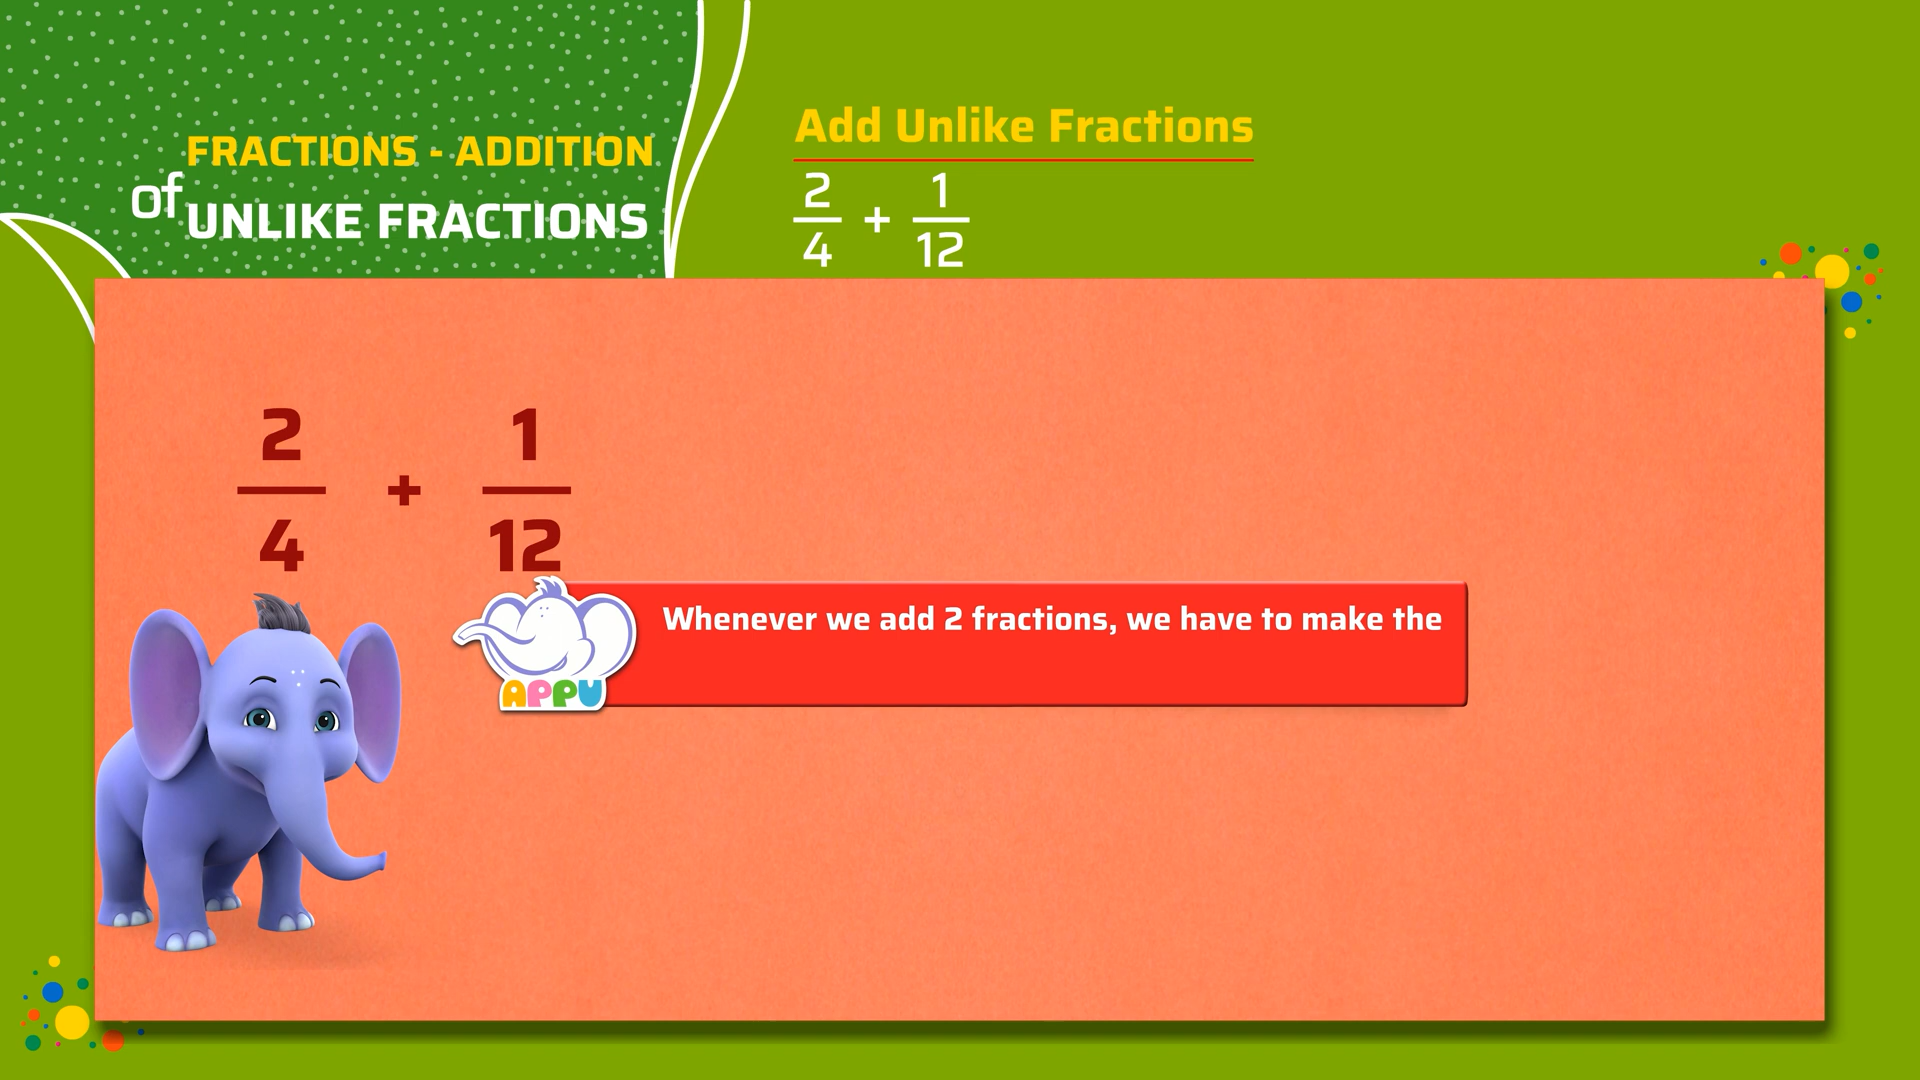 FRACTIONS - ADDITION
of UNLIKE FRACTIONS
Add Unlike Fractions
2/4 + 1/12
2/4 + 1/12
Whenever we add 2 fractions, we have to make the
APPU